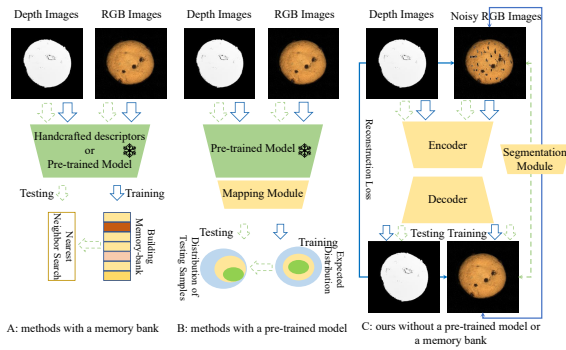 Depth Images
RGB Images
Handcrafted descriptors
or
Pre-trained Model
Testing
Training
Nearest
Neighbor Search
Building
Memory-bank
A: methods with a memory bank
Depth Images
RGB Images
Pre-trained Model
Mapping Module
Testing
Training
Distribution of
Testing Samples
Expected
Distribution
B: methods with a pre-trained model
Depth Images
Noisy RGB Images
Reconstruction Loss
Encoder
Decoder
Segmentation
Module
Testing
Training
C: ours without a pre-trained model or
a memory bank